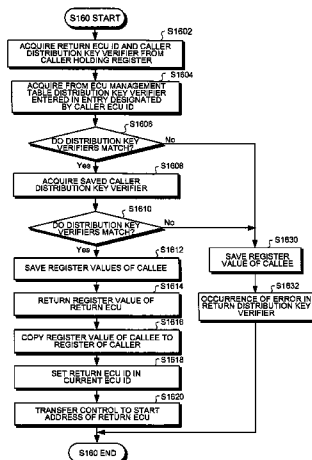 S160 START
S1602
ACQUIRE RETURN ECU ID AND CALLER
DISTRIBUTION KEY VERIFIER FROM
CALLER HOLDING REGISTER
S1604
ACQUIRE FROM ECU MANAGEMENT
TABLE DISTRIBUTION KEY VERIFIER
ENTERED IN ENTRY DESIGNATED
BY CALLER ECU ID
S1606
DO DISTRIBUTION KEY
VERIFIERS MATCH?
No
Yes
S1608
ACQUIRE SAVED CALLER
DISTRIBUTION KEY VERIFIER
S1610
DO DISTRIBUTION KEY
VERIFIERS MATCH?
No
Yes
S1612
SAVE REGISTER VALUES OF CALLEE
S1630
SAVE REGISTER
VALUE OF CALLEE
S1614
RETURN REGISTER VALUE OF
RETURN ECU
S1632
OCCURRENCE OF ERROR IN
RETURN DISTRIBUTION KEY
VERIFIER
S1616
COPY REGISTER VALUE OF CALLEE TO
REGISTER OF CALLER
S1618
SET RETURN ECU ID IN
CURRENT ECU ID
S1620
TRANSFER CONTROL TO START
ADDRESS OF RETURN ECU
S160 END